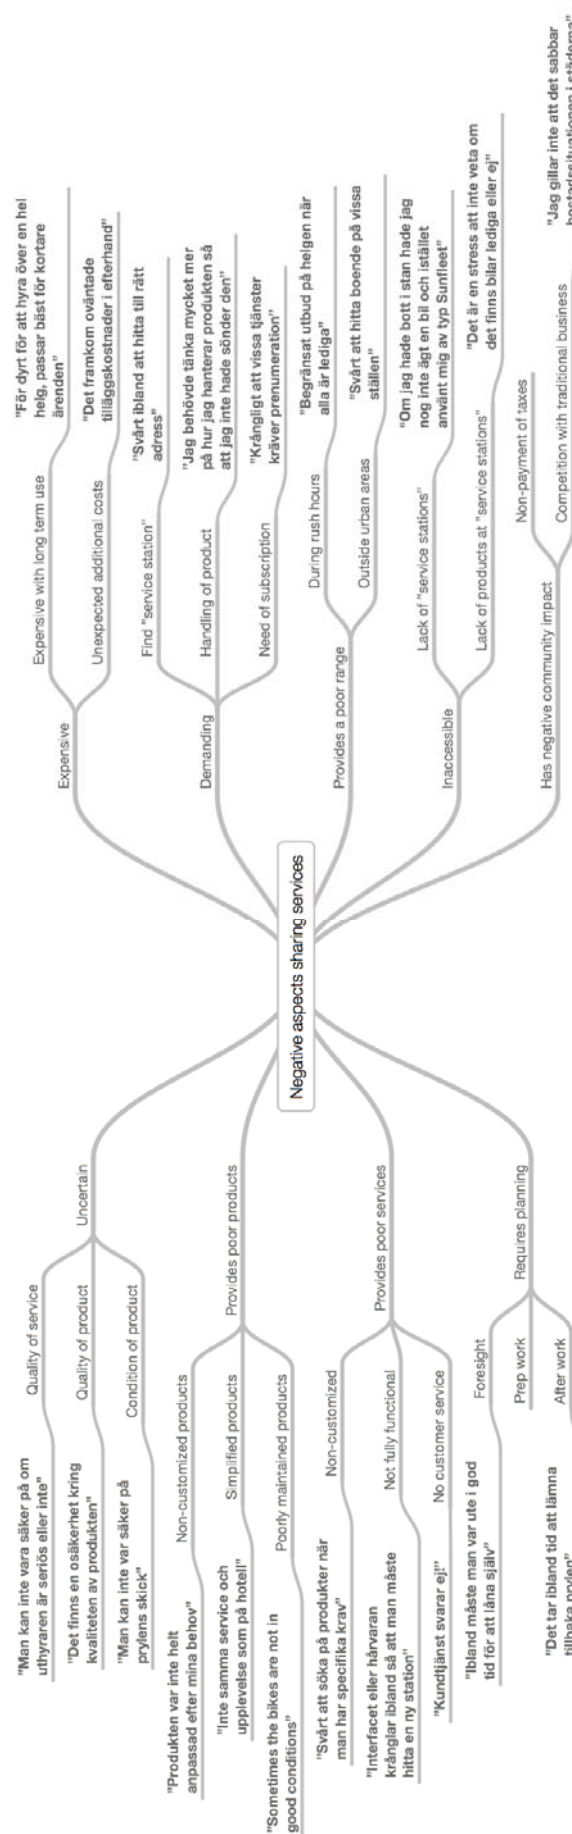 Negative aspects sharing services
Uncertain
Quality of service
"Man kan inte vara säker på om
uthyraren är seriös eller inte"
Quality of product
"Det finns en osäkerhet kring
kvaliteten av produkten"
Condition of product
"Man kan inte var säker på
prylens skick"
Provides poor products
Non-customized products
"Produkten var inte helt
anpassad efter mina behov"
Simplified products
"Inte samma service och
upplevelse som på hotell"
Poorly maintained products
"Sometimes the bikes are not in
good conditions"
Provides poor services
Non-customized
"Svårt att söka på produkter när
man har specifika krav"
Not fully functional
"Interfacet eller hårvaran
krånglar ibland så att man måste
hitta en ny station"
No customer service
"Kundtjänst svarar ej!"
Requires planning
Foresight
"Ibland måste man var ute i god
tid för att låna själv"
Prep work
After work
"Det tar ibland tid att lämna
tillbaka prylen"
Expensive
Expensive with long term use
"För dyrt för att hyra över en hel
helg, passar bäst för kortare
ärenden"
Unexpected additional costs
"Det framkom oväntade
tilläggskostnader i efterhand"
Demanding
Find "service station"
"Svårt ibland att hitta till rätt
adress"
Handling of product
"Jag behövde tänka mycket mer
på hur jag hanterar produkten så
att jag inte hade sönder den"
Need of subscription
"Krångligt att vissa tjänster
kräver prenumeration"
Provides a poor range
During rush hours
"Begränsat utbud på helgen när
alla är lediga"
Outside urban areas
"Svårt att hitta boende på vissa
ställen"
Inaccessible
Lack of "service stations"
"Om jag hade bott i stan hade jag
nog inte ägt en bil och istället
använt mig av typ Sunfleet"
Lack of products at "service stations"
"Det är en stress att inte veta om
det finns bilar lediga eller ej"
Has negative community impact
Non-payment of taxes
Competition with traditional business
"Jag gillar inte att det sabbar
bostadssituationen i städerna"